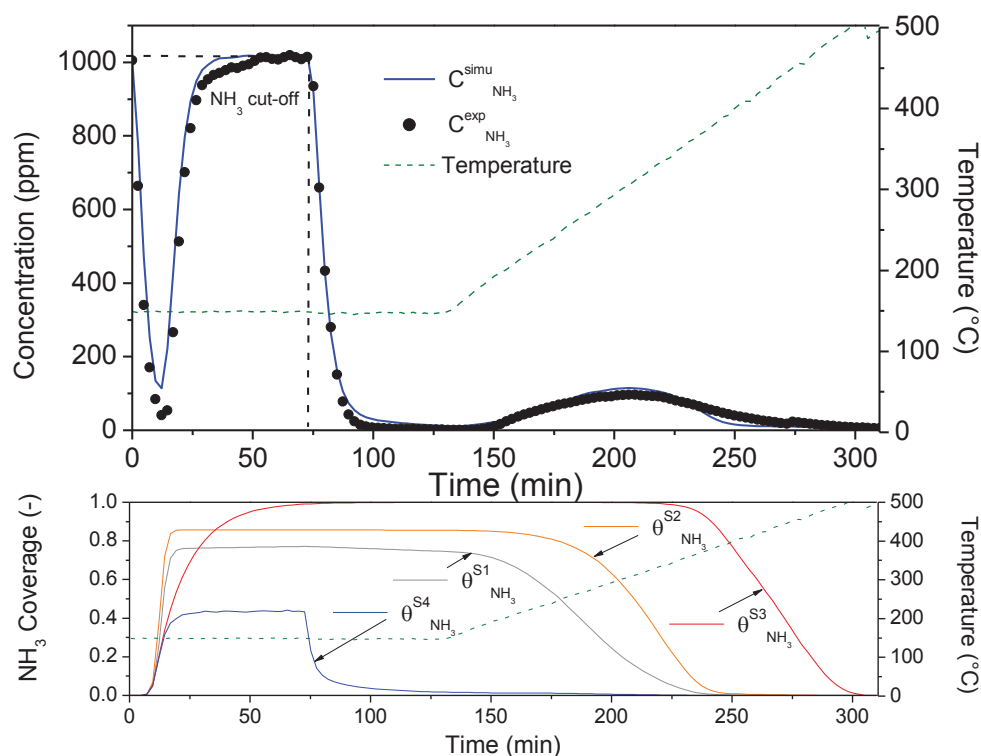 1000
800
600
400
200
0
Concentration (ppm)
NH3 cut-off
C^simu NH3
C^exp NH3
Temperature
500
400
300
200
100
0
Temperature (°C)
0 50 100 150 200 250 300
Time (min)
1.0
0.8
0.6
0.4
0.2
0.0
NH3 Coverage (-)
θ^S2 NH3
θ^S1 NH3
θ^S4 NH3
θ^S3 NH3
500
400
300
200
100
0
Temperature (°C)
0 50 100 150 200 250 300
Time (min)